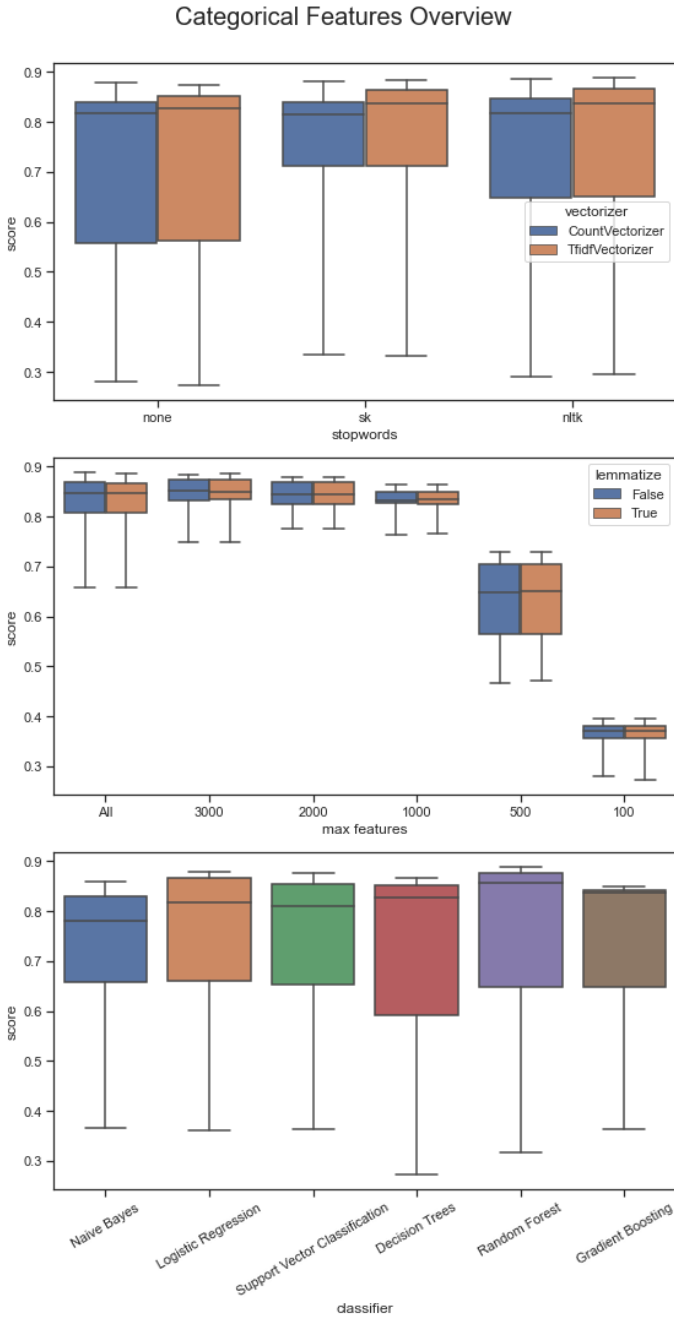 Categorical Features Overview
0.9
0.8
0.7
0.6
0.5
0.4
0.3
score
vectorizer
CountVectorizer
TfidfVectorizer
none sk nltk
stopwords
0.9
0.8
0.7
0.6
0.5
0.4
0.3
score
lemmatize
False
True
All 3000 2000 1000 500 100
max features
0.9
0.8
0.7
0.6
0.5
0.4
0.3
score
Naive Bayes
Logistic Regression
Support Vector Classification
Decision Trees
Random Forest
Gradient Boosting
classifier